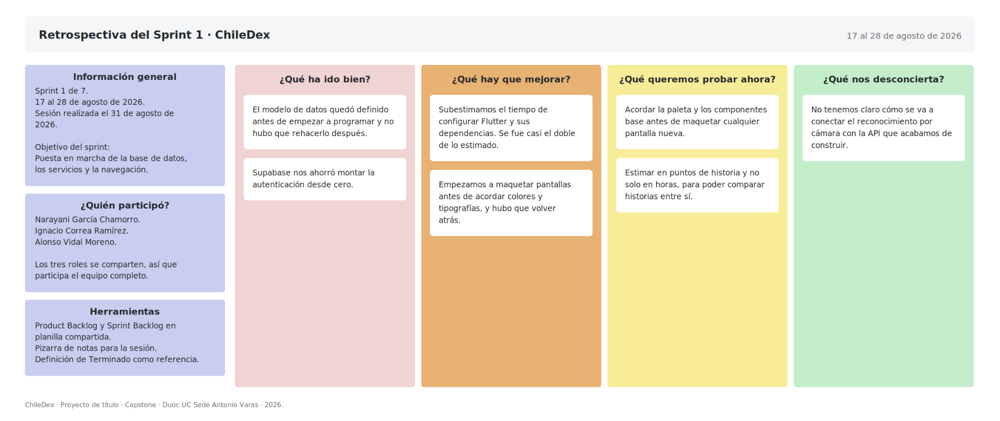 Retrospectiva del Sprint 1 · ChileDex
17 al 28 de agosto de 2026
Información general
Sprint 1 de 7.
17 al 28 de agosto de 2026.
Sesión realizada el 31 de agosto de
2026.
Objetivo del sprint:
Puesta en marcha de la base de datos,
los servicios y la navegación.
¿Quién participó?
Narayani García Chamorro.
Ignacio Correa Ramírez.
Alonso Vidal Moreno.
Los tres roles se comparten, así que
participa el equipo completo.
Herramientas
Product Backlog y Sprint Backlog en
planilla compartida.
Pizarra de notas para la sesión.
Definición de Terminado como referencia.
¿Qué ha ido bien?
El modelo de datos quedó definido
antes de empezar a programar y no
hubo que rehacerlo después.
Supabase nos ahorró montar la
autenticación desde cero.
¿Qué hay que mejorar?
Subestimamos el tiempo de
configurar Flutter y sus
dependencias. Se fue casi el doble
de lo estimado.
Empezamos a maquetar pantallas
antes de acordar colores y
tipografías, y hubo que volver
atrás.
¿Qué queremos probar ahora?
Acordar la paleta y los componentes
base antes de maquetar cualquier
pantalla nueva.
Estimar en puntos de historia y no
solo en horas, para poder comparar
historias entre sí.
¿Qué nos desconcierta?
No tenemos claro cómo se va a
conectar el reconocimiento por
cámara con la API que acabamos de
construir.
ChileDex · Proyecto de título · Capstone · Duoc UC Sede Antonio Varas · 2026.